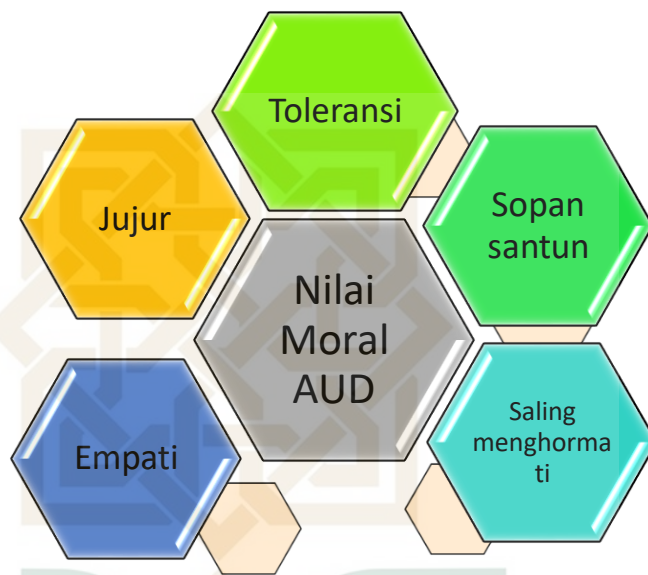 Toleransi
Jujur
Sopan
santun
Nilai
Moral
AUD
Empati
Saling
menghorma
ti